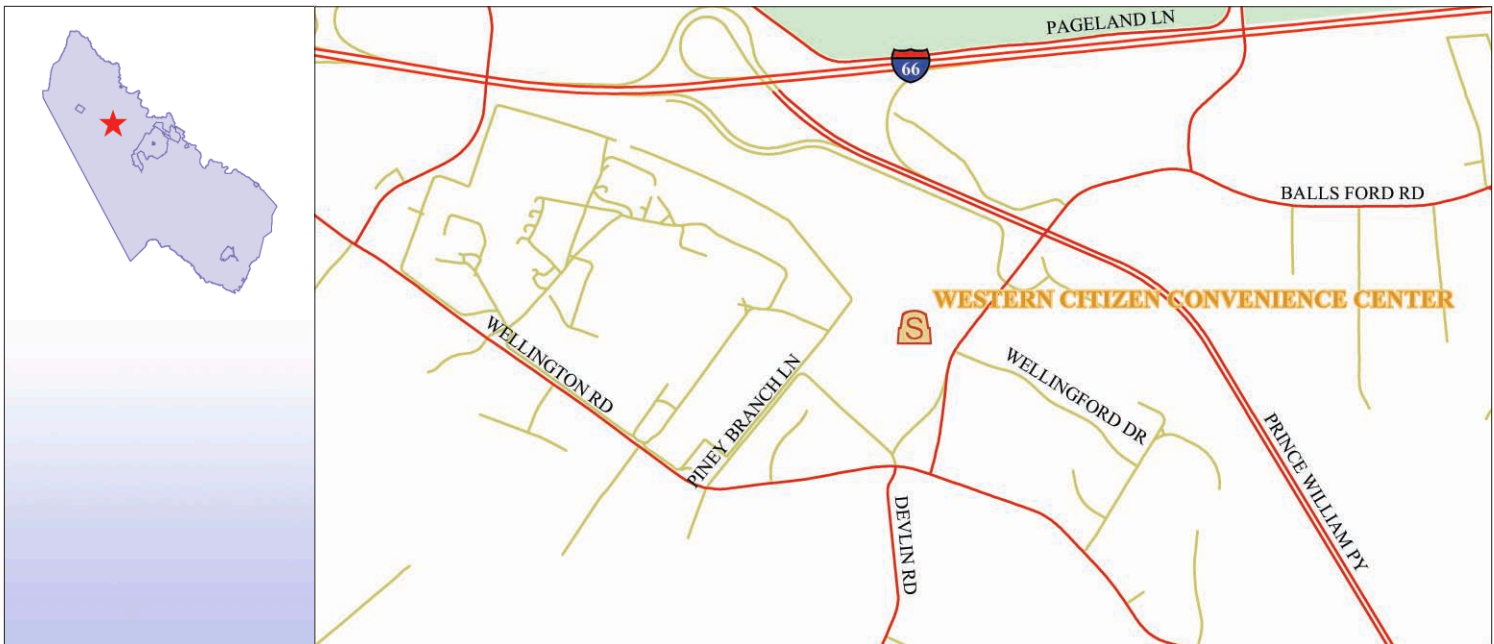 PAGELAND LN
66
BALLS FORD RD
WESTERN CITIZEN CONVENIENCE CENTER
S
WELLINGTON RD
WELLINGFORD DR
PINEY BRANCH LN
PRINCE WILLIAM PY
DEVLIN RD